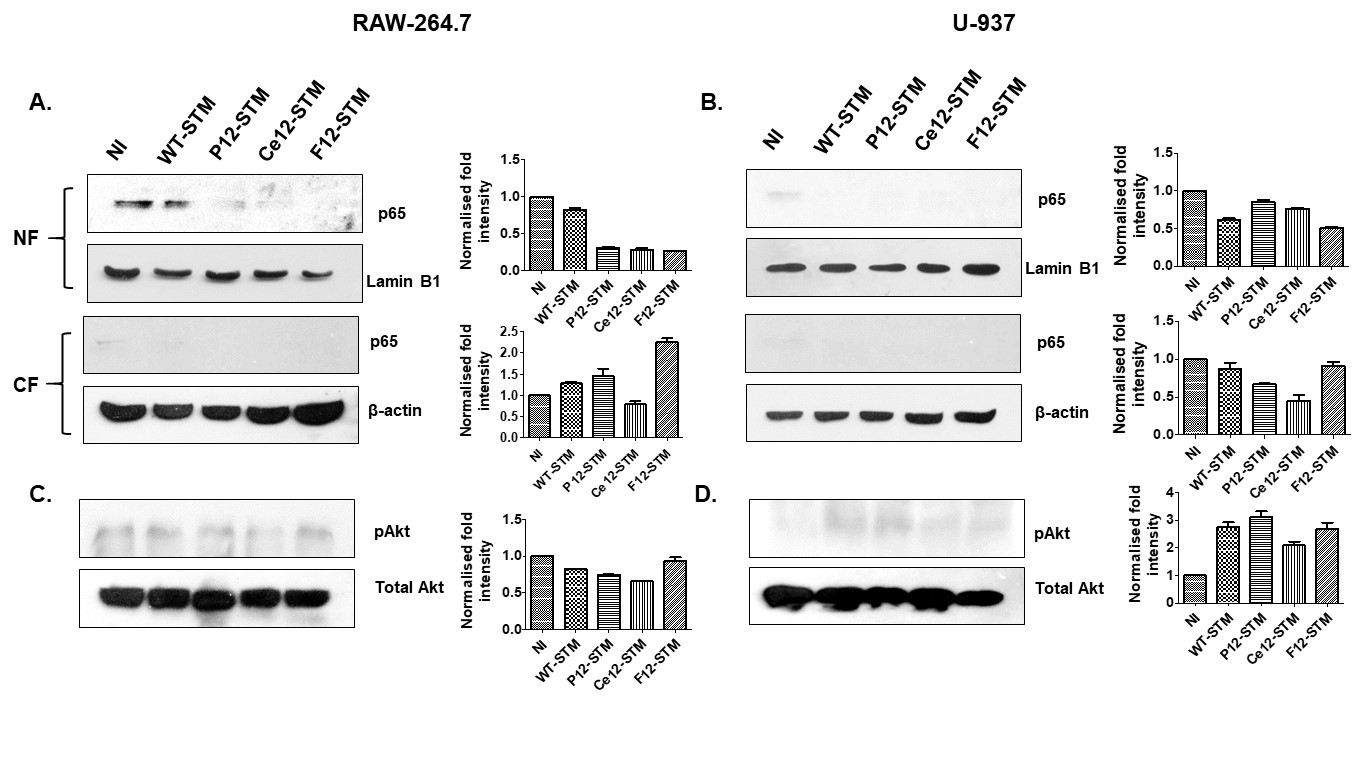 RAW-264.7
U-937
A.
NI
WT-STM
P12-STM
Ce12-STM
F12-STM
NF
p65
Lamin B1
CF
p65
β-actin
Normalised fold
intensity
1.5
1.0
0.5
0.0
NI
WT-STM
P12-STM
Ce12-STM
F12-STM
Normalised fold
intensity
2.5
2.0
1.5
1.0
0.5
0.0
NI
WT-STM
P12-STM
Ce12-STM
F12-STM
B.
NI
WT-STM
P12-STM
Ce12-STM
F12-STM
p65
Lamin B1
p65
β-actin
Normalised fold
intensity
1.5
1.0
0.5
0.0
NI
WT-STM
P12-STM
Ce12-STM
F12-STM
Normalised fold
intensity
1.5
1.0
0.5
0.0
NI
WT-STM
P12-STM
Ce12-STM
F12-STM
C.
pAkt
Total Akt
Normalised fold
intensity
1.5
1.0
0.5
0.0
NI
WT-STM
P12-STM
Ce12-STM
F12-STM
D.
pAkt
Total Akt
Normalised fold
intensity
4
3
2
1
0
NI
WT-STM
P12-STM
Ce12-STM
F12-STM